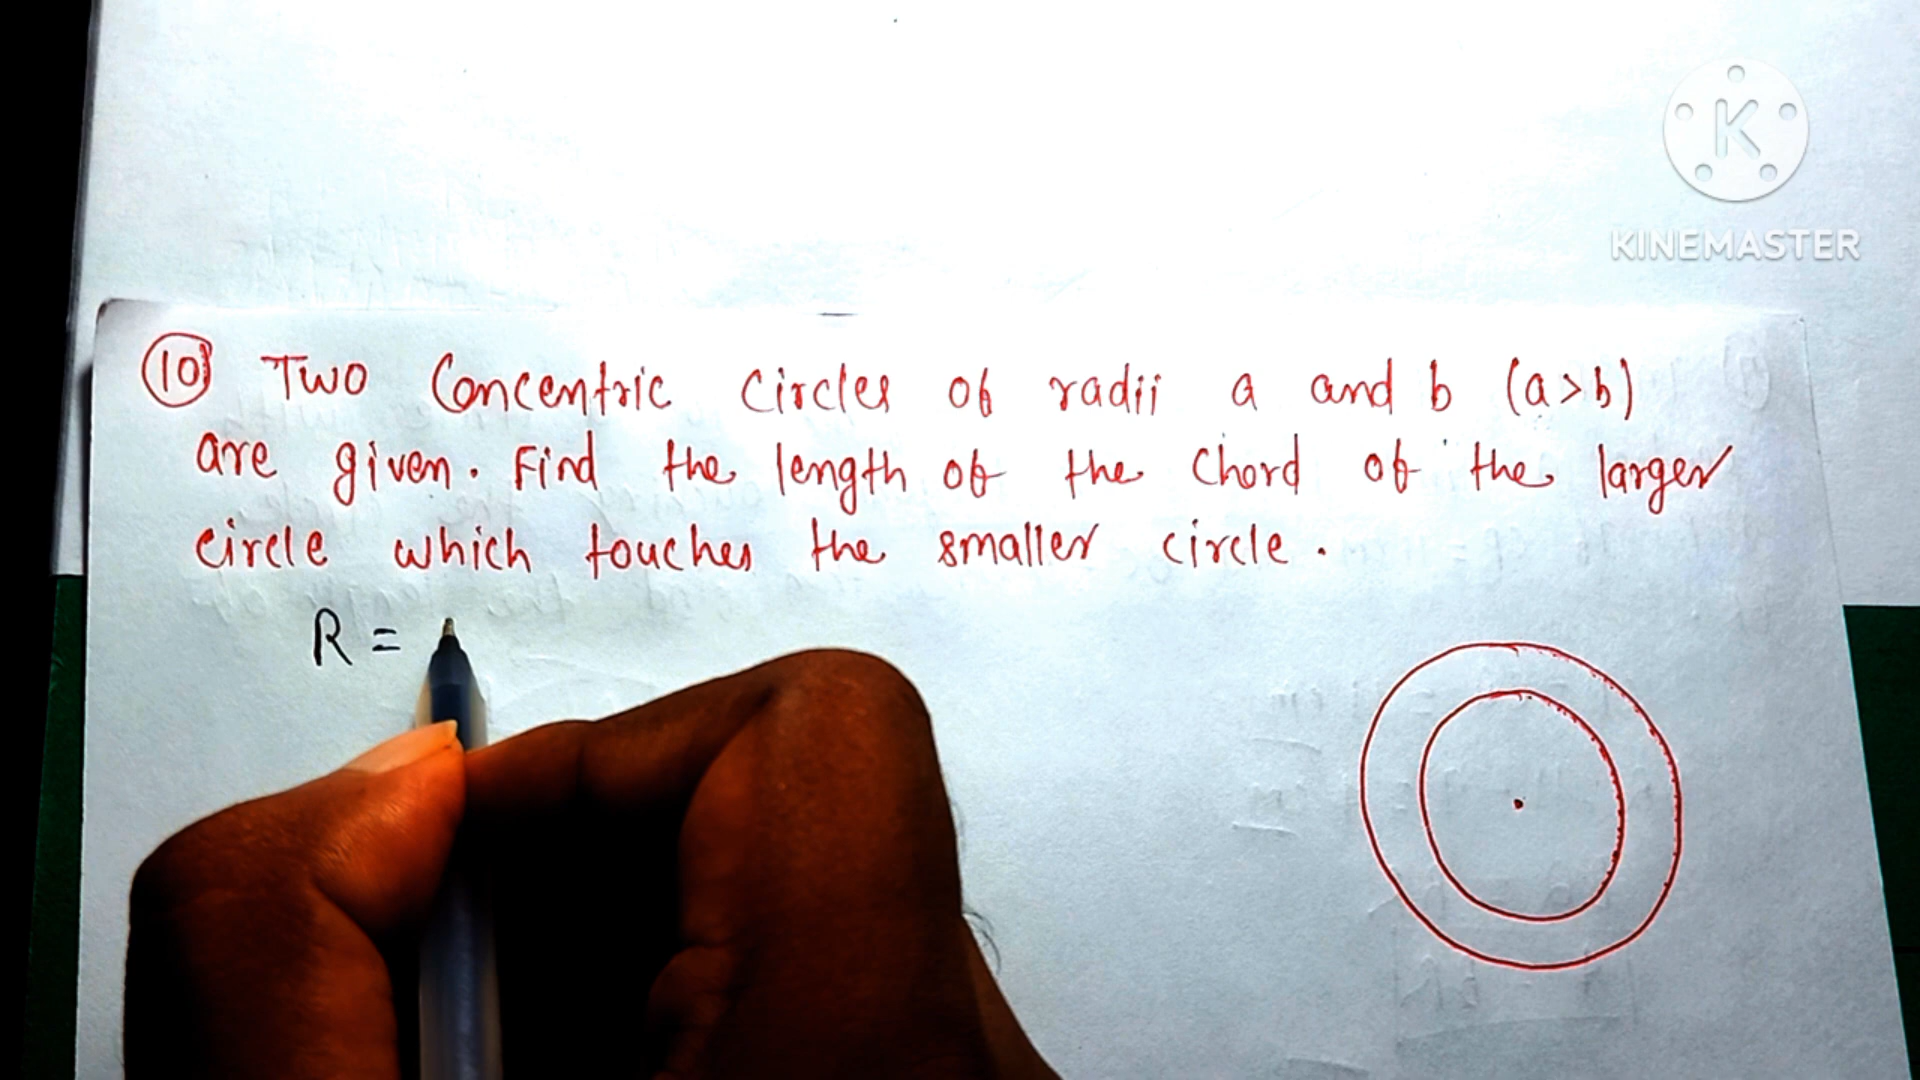 K
KINEMASTER
10 Two Concentric Circles of radii a and b (a>b)
are given. Find the length of the Chord of the larger
circle which touches the smaller circle.
R =